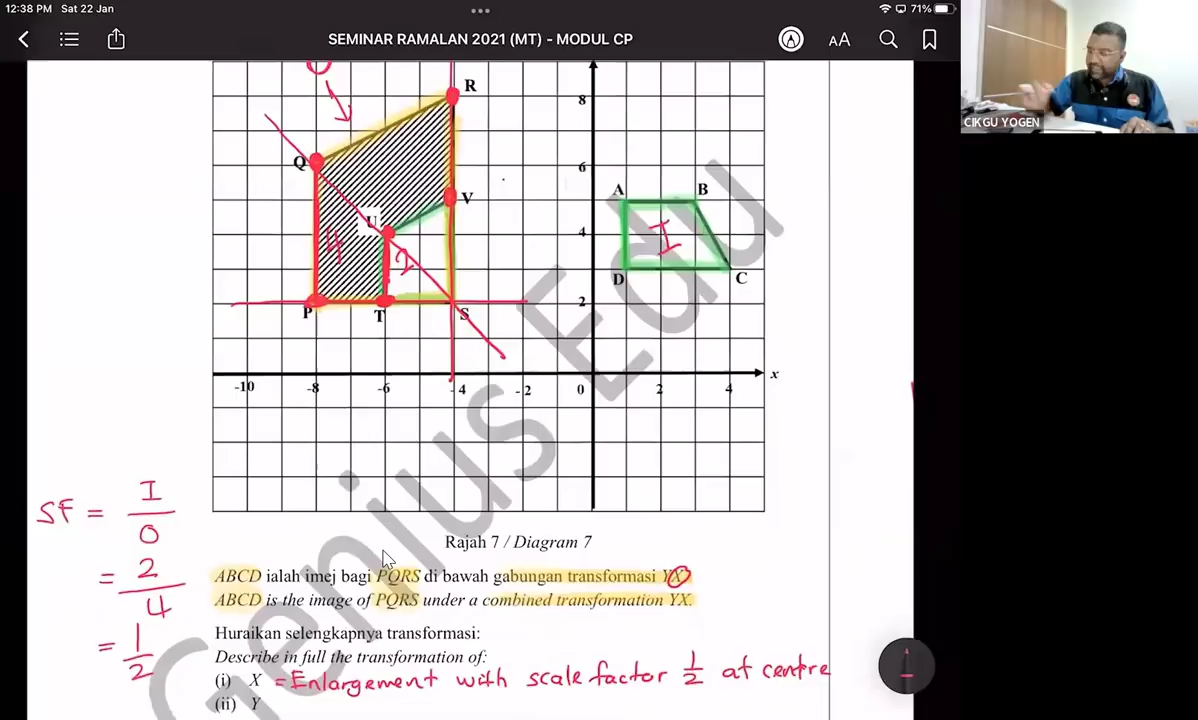 12:38 PM Sat 22 Jan
71%
SEMINAR RAMALAN 2021 (MT) - MODUL CP
AA
CIKGU YOGEN
R
8
Q
6
V
A
B
U
4
4
2
I
D
C
2
P
T
S
-10
-8
-6
-4
-2
0
2
4
x
Genius Edu
SF = I
0
= 2
4
= 1
2
Rajah 7 / Diagram 7
ABCD ialah imej bagi PQRS di bawah gabungan transformasi YX.
ABCD is the image of PQRS under a combined transformation YX.
Huraikan selengkapnya transformasi:
Describe in full the transformation of:
(i) X = Enlargement with scale factor 1/2 at centre
(ii) Y